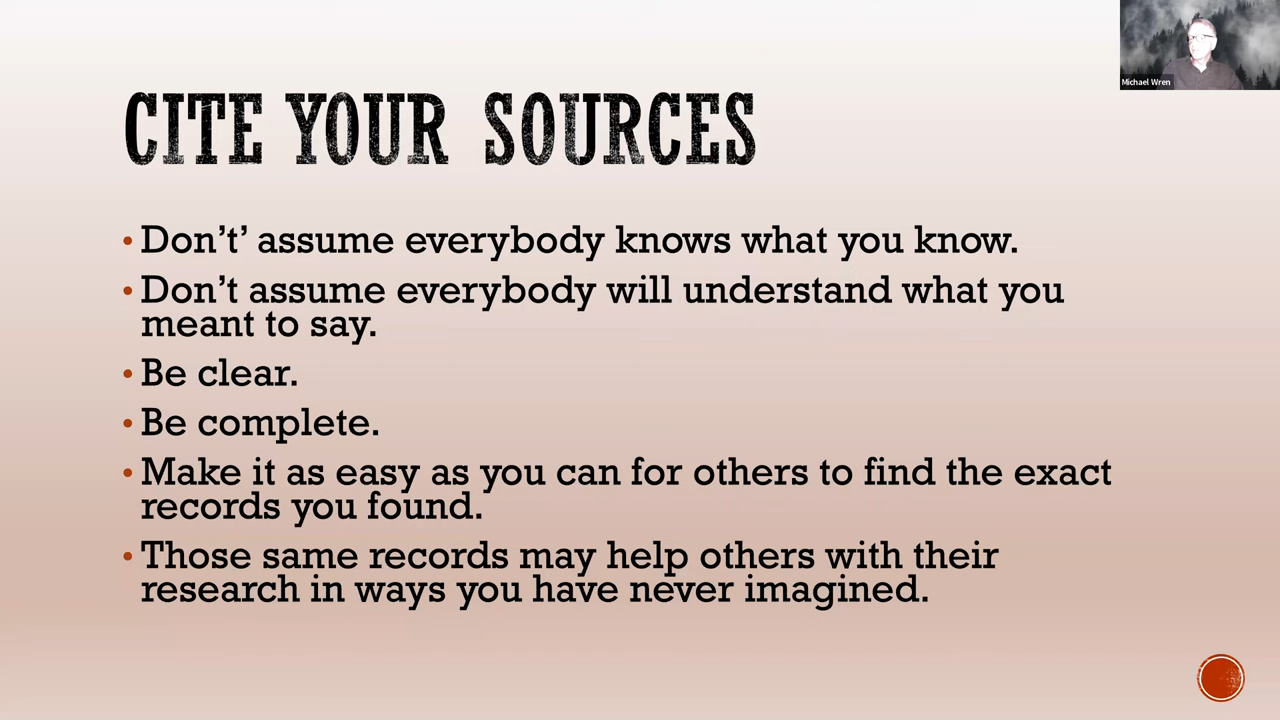 Michael Wren
CITE YOUR SOURCES
• Don't' assume everybody knows what you know.
• Don't assume everybody will understand what you
meant to say.
• Be clear.
• Be complete.
• Make it as easy as you can for others to find the exact
records you found.
• Those same records may help others with their
research in ways you have never imagined.